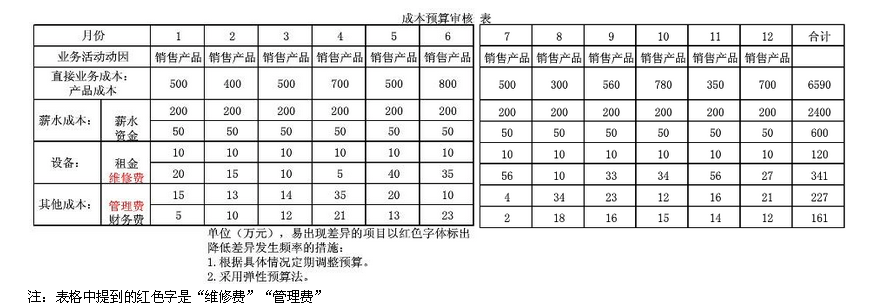 成本预算审核 表
月份 1 2 3 4 5 6 7 8 9 10 11 12 合计
业务活动动因 销售产品 销售产品 销售产品 销售产品 销售产品 销售产品 销售产品 销售产品 销售产品 销售产品 销售产品 销售产品
直接业务成本：
产品成本 500 400 500 700 500 800 500 300 560 780 350 700 6590
薪水成本： 薪水 200 200 200 200 200 200 200 200 200 200 200 200 2400
资金 50 50 50 50 50 50 50 50 50 50 50 50 600
设备： 租金 10 10 10 10 10 10 10 10 10 10 10 10 120
维修费 20 15 10 5 40 35 56 10 33 34 56 27 341
其他成本： 管理费 15 13 14 35 20 10 4 34 23 12 16 21 227
财务费 5 10 12 21 13 23 2 18 16 15 14 12 161
单位（万元），易出现差异的项目以红色字体标出
降低差异发生频率的措施：
1.根据具体情况定期调整预算。
2.采用弹性预算法。
注：表格中提到的红色字是“维修费”“管理费”